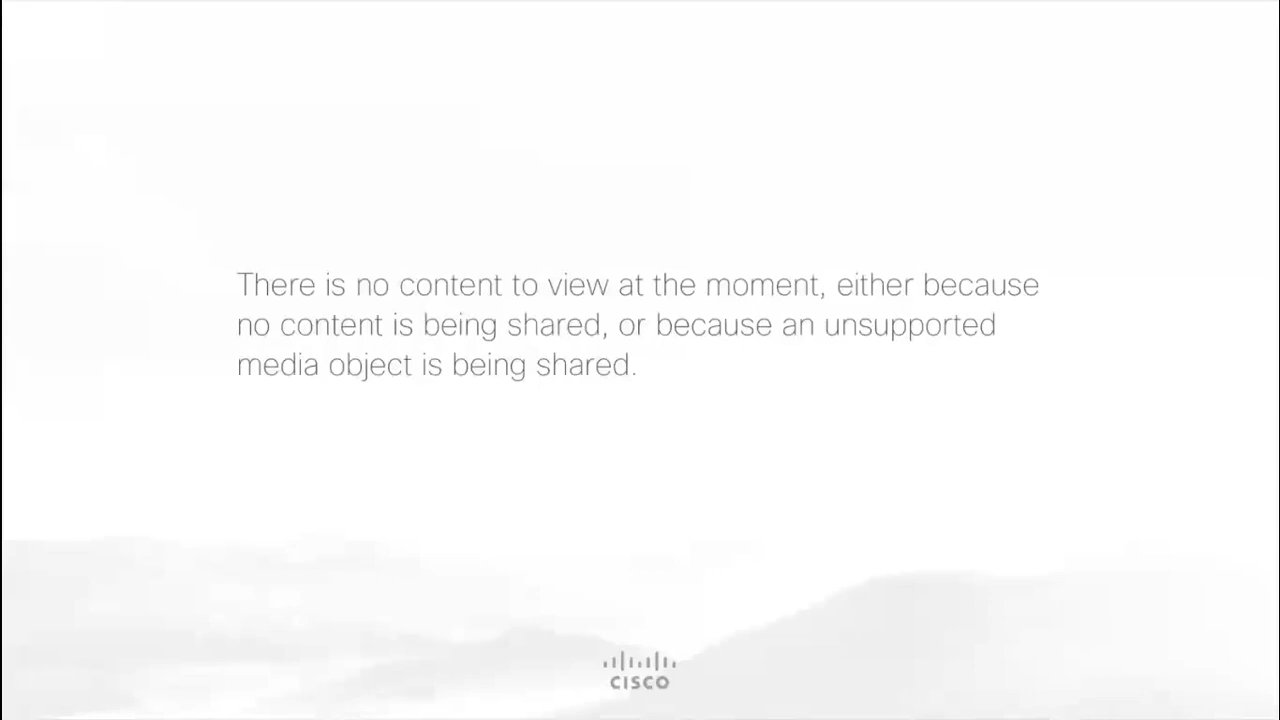 There is no content to view at the moment, either because
no content is being shared, or because an unsupported
media object is being shared.
CISCO